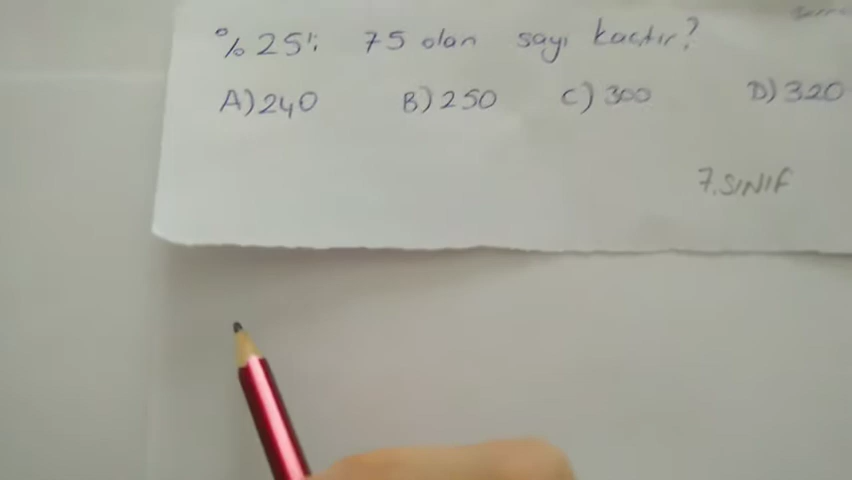 %25'i 75 olan sayı kaçtır?
A) 240 B) 250 C) 300 D) 320
7. SINIF